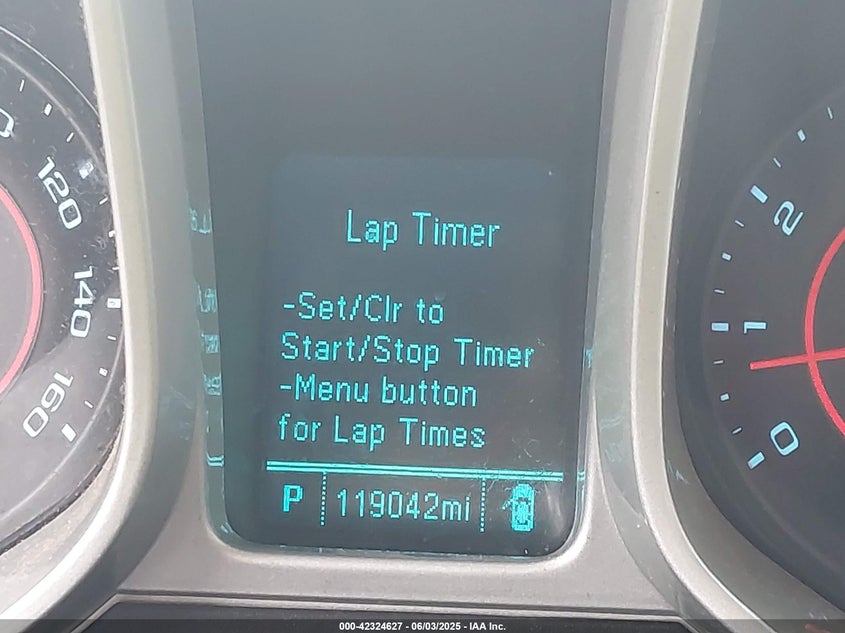 120
140
160
Lap Timer
-Set/Clr to
Start/Stop Timer
-Menu button
for Lap Times
P 119042mi
2
1
0
000-42324627 - 06/03/2025 - IAA Inc.